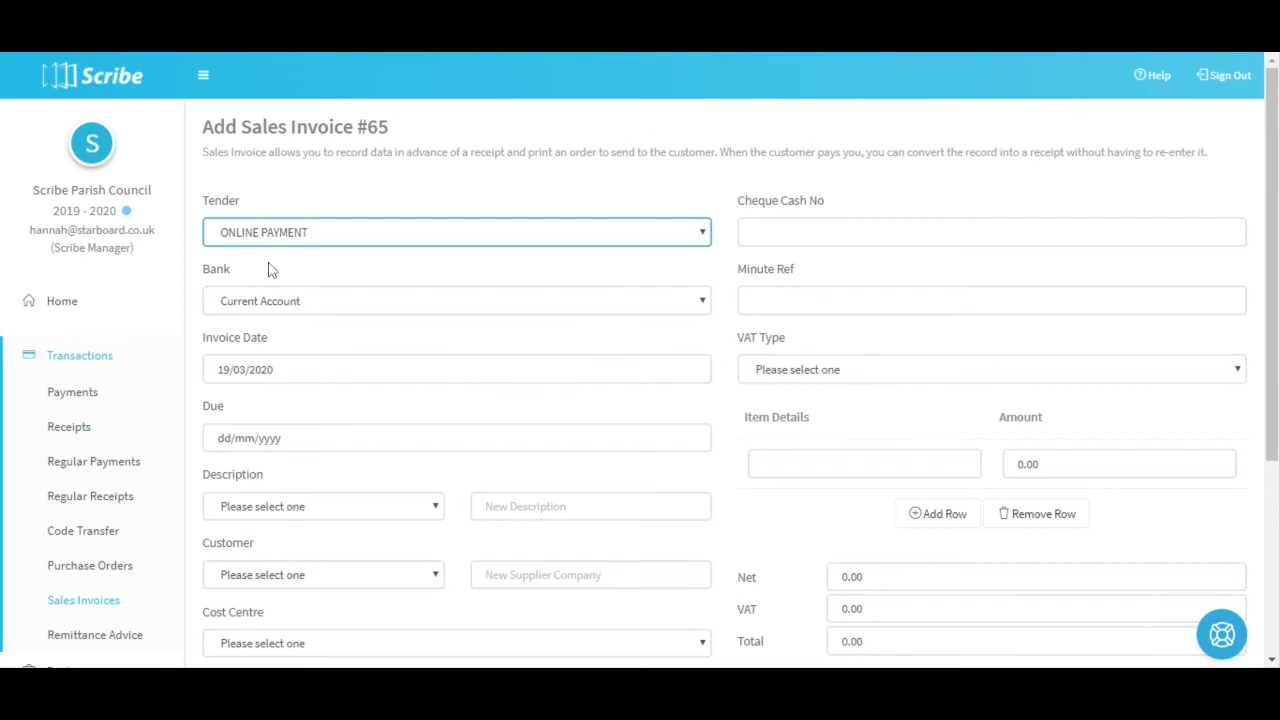 Scribe
Help
Sign Out
S
Scribe Parish Council
2019 - 2020
hannah@starboard.co.uk
(Scribe Manager)
Home
Transactions
Payments
Receipts
Regular Payments
Regular Receipts
Code Transfer
Purchase Orders
Sales Invoices
Remittance Advice
Add Sales Invoice #65
Sales Invoice allows you to record data in advance of a receipt and print an order to send to the customer. When the customer pays you, you can convert the record into a receipt without having to re-enter it.
Tender
ONLINE PAYMENT
Bank
Current Account
Invoice Date
19/03/2020
Due
dd/mm/yyyy
Description
Please select one
New Description
Customer
Please select one
New Supplier Company
Cost Centre
Please select one
Cheque Cash No
Minute Ref
VAT Type
Please select one
Item Details Amount
0.00
Add Row Remove Row
Net 0.00
VAT 0.00
Total 0.00